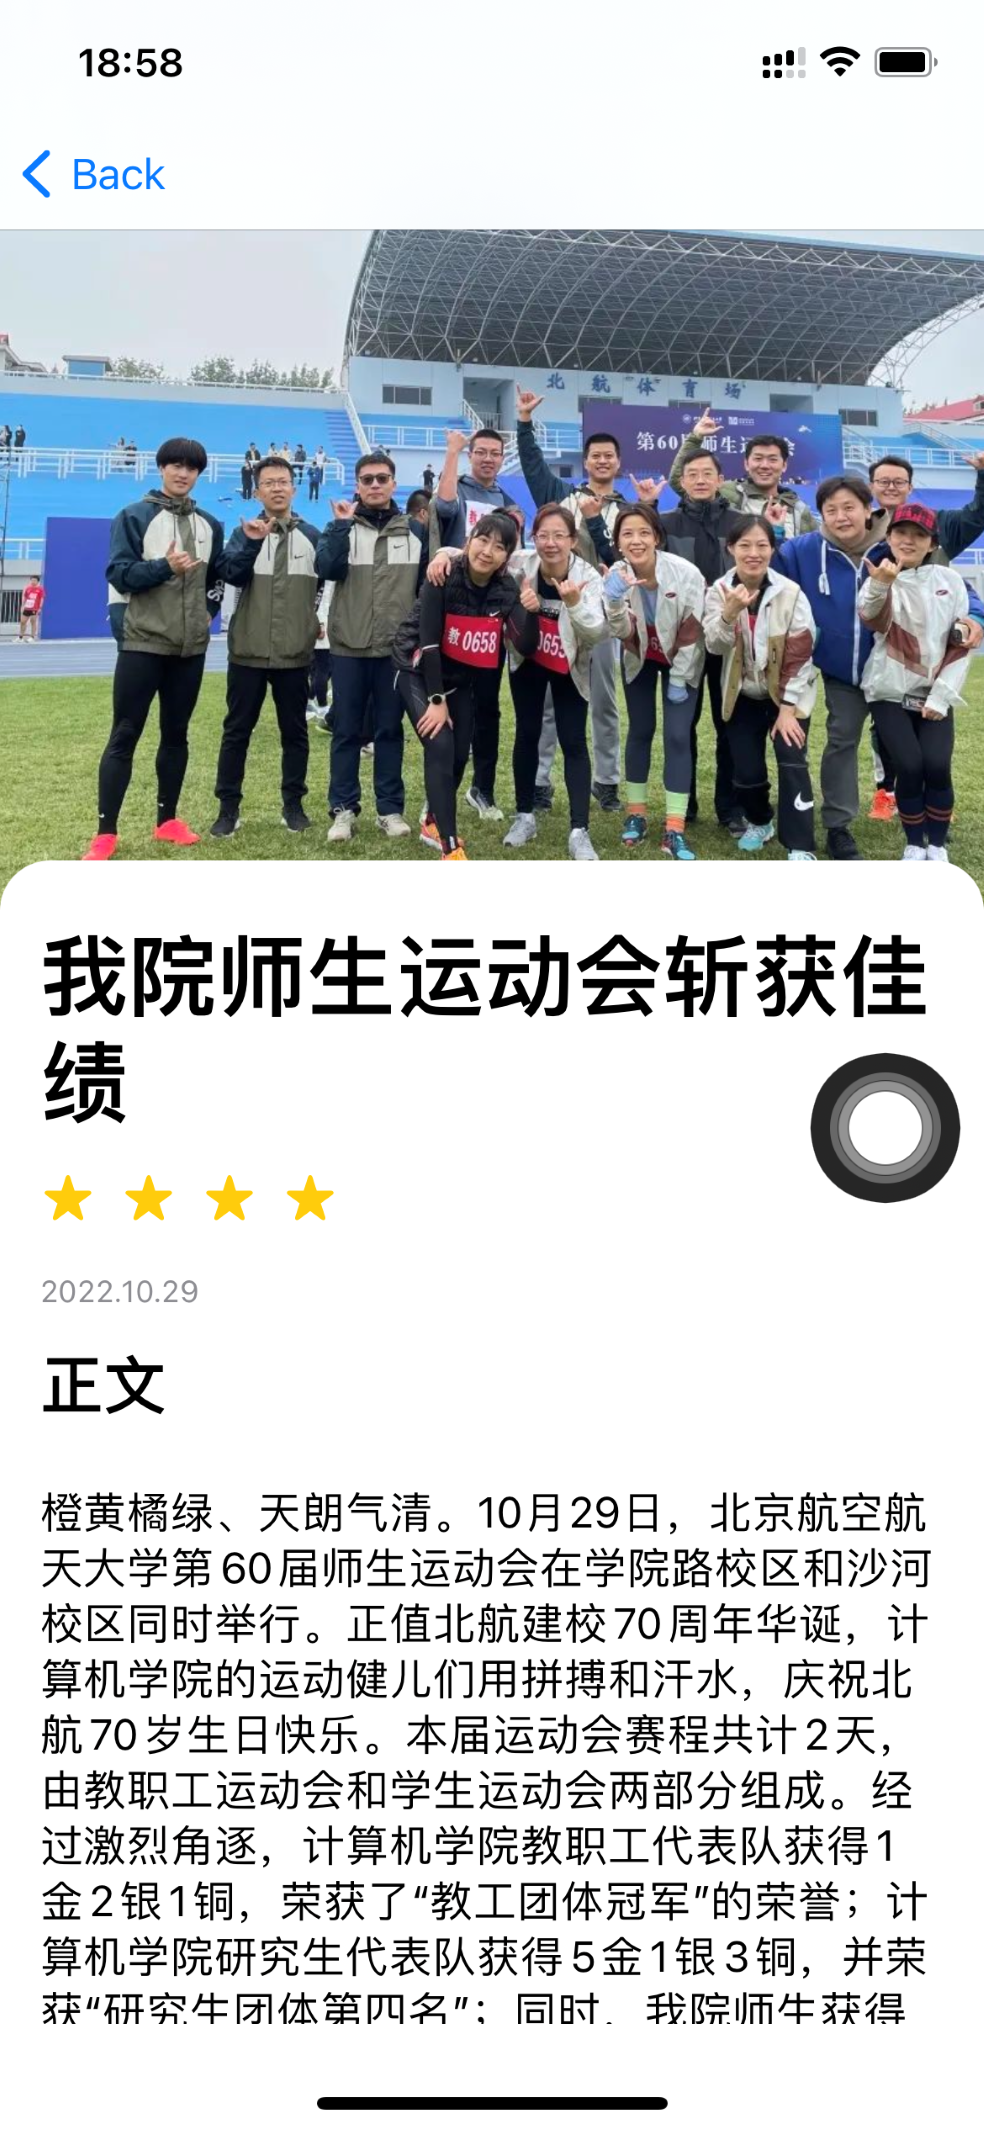 18:58
Back
北航体育场
教 0658
我院师生运动会斩获佳
绩
2022.10.29
正文
橙黄橘绿、天朗气清。10月29日，北京航空航
天大学第60届师生运动会在学院路校区和沙河
校区同时举行。正值北航建校70周年华诞，计
算机学院的运动健儿们用拼搏和汗水，庆祝北
航70岁生日快乐。本届运动会赛程共计2天，
由教职工运动会和学生运动会两部分组成。经
过激烈角逐，计算机学院教职工代表队获得1
金2银1铜，荣获了“教工团体冠军”的荣誉；计
算机学院研究生代表队获得5金1银3铜，并荣
获“研究生团体第四名”；同时，我院师生获得